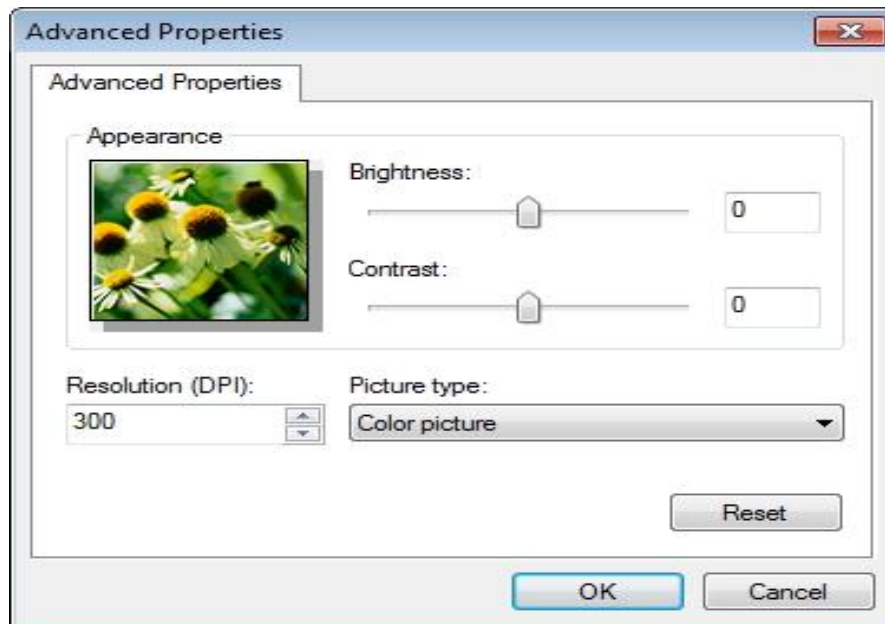 Advanced Properties
Advanced Properties
Appearance
Brightness:
0
Contrast:
0
Resolution (DPI):
Picture type:
300
Color picture
Reset
OK
Cancel